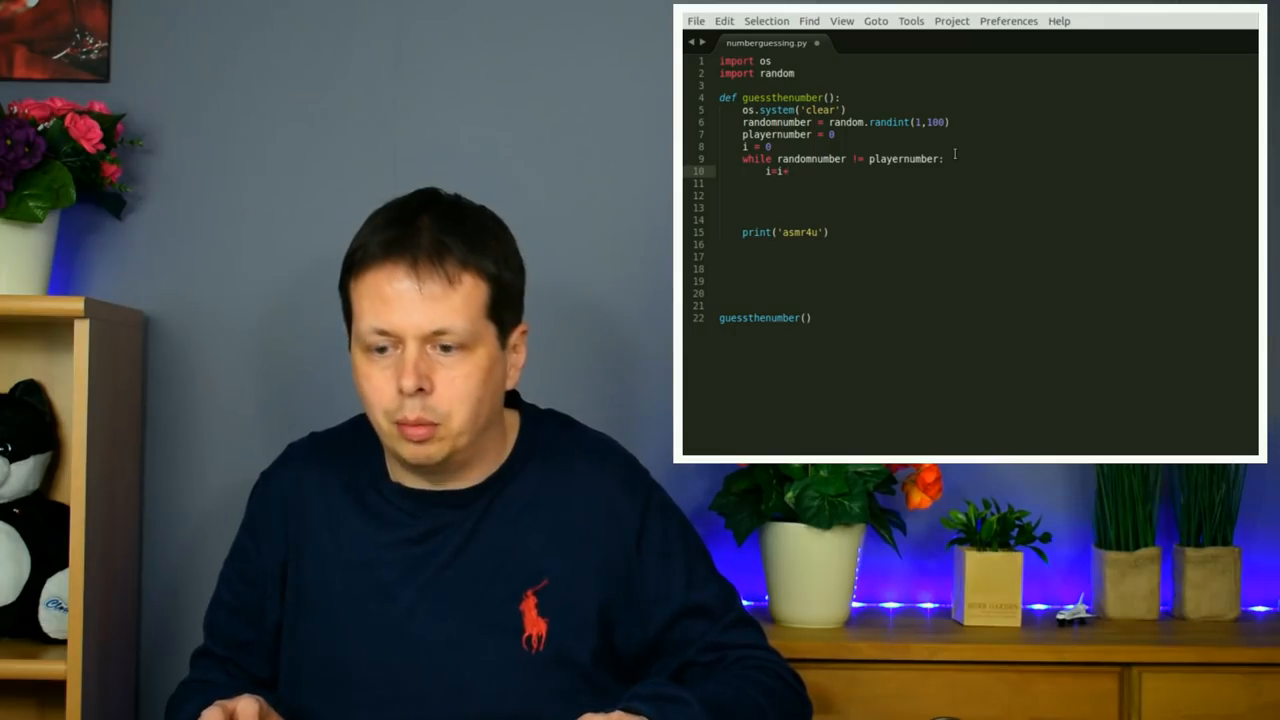 File Edit Selection Find View Goto Tools Project Preferences Help
numberguessing.py
1 import os
2 import random
3
4 def guessthenumber():
5 os.system('clear')
6 randomnumber = random.randint(1,100)
7 playernumber = 0
8 i = 0
9 while randomnumber != playernumber:
10 i=i+
11
12
13
14
15 print('asmr4u')
16
17
18
19
20
21
22 guessthenumber()
HERB GARDEN